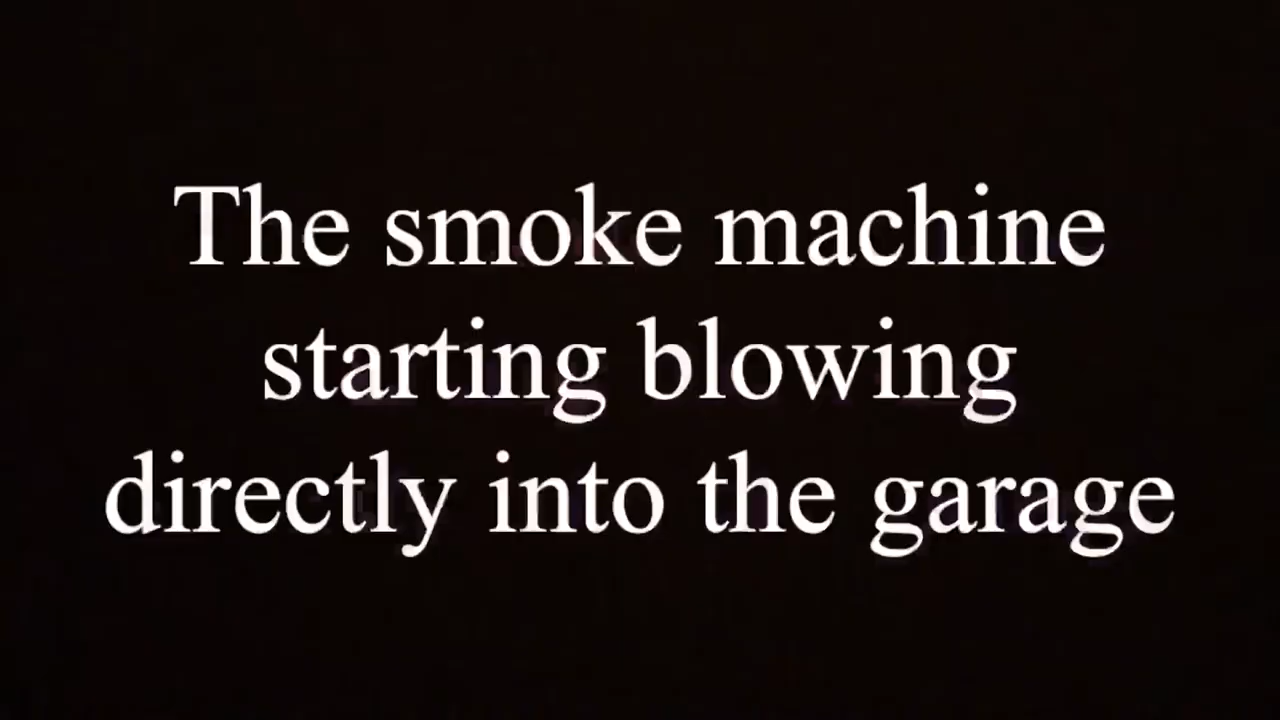 The smoke machine
starting blowing
directly into the garage